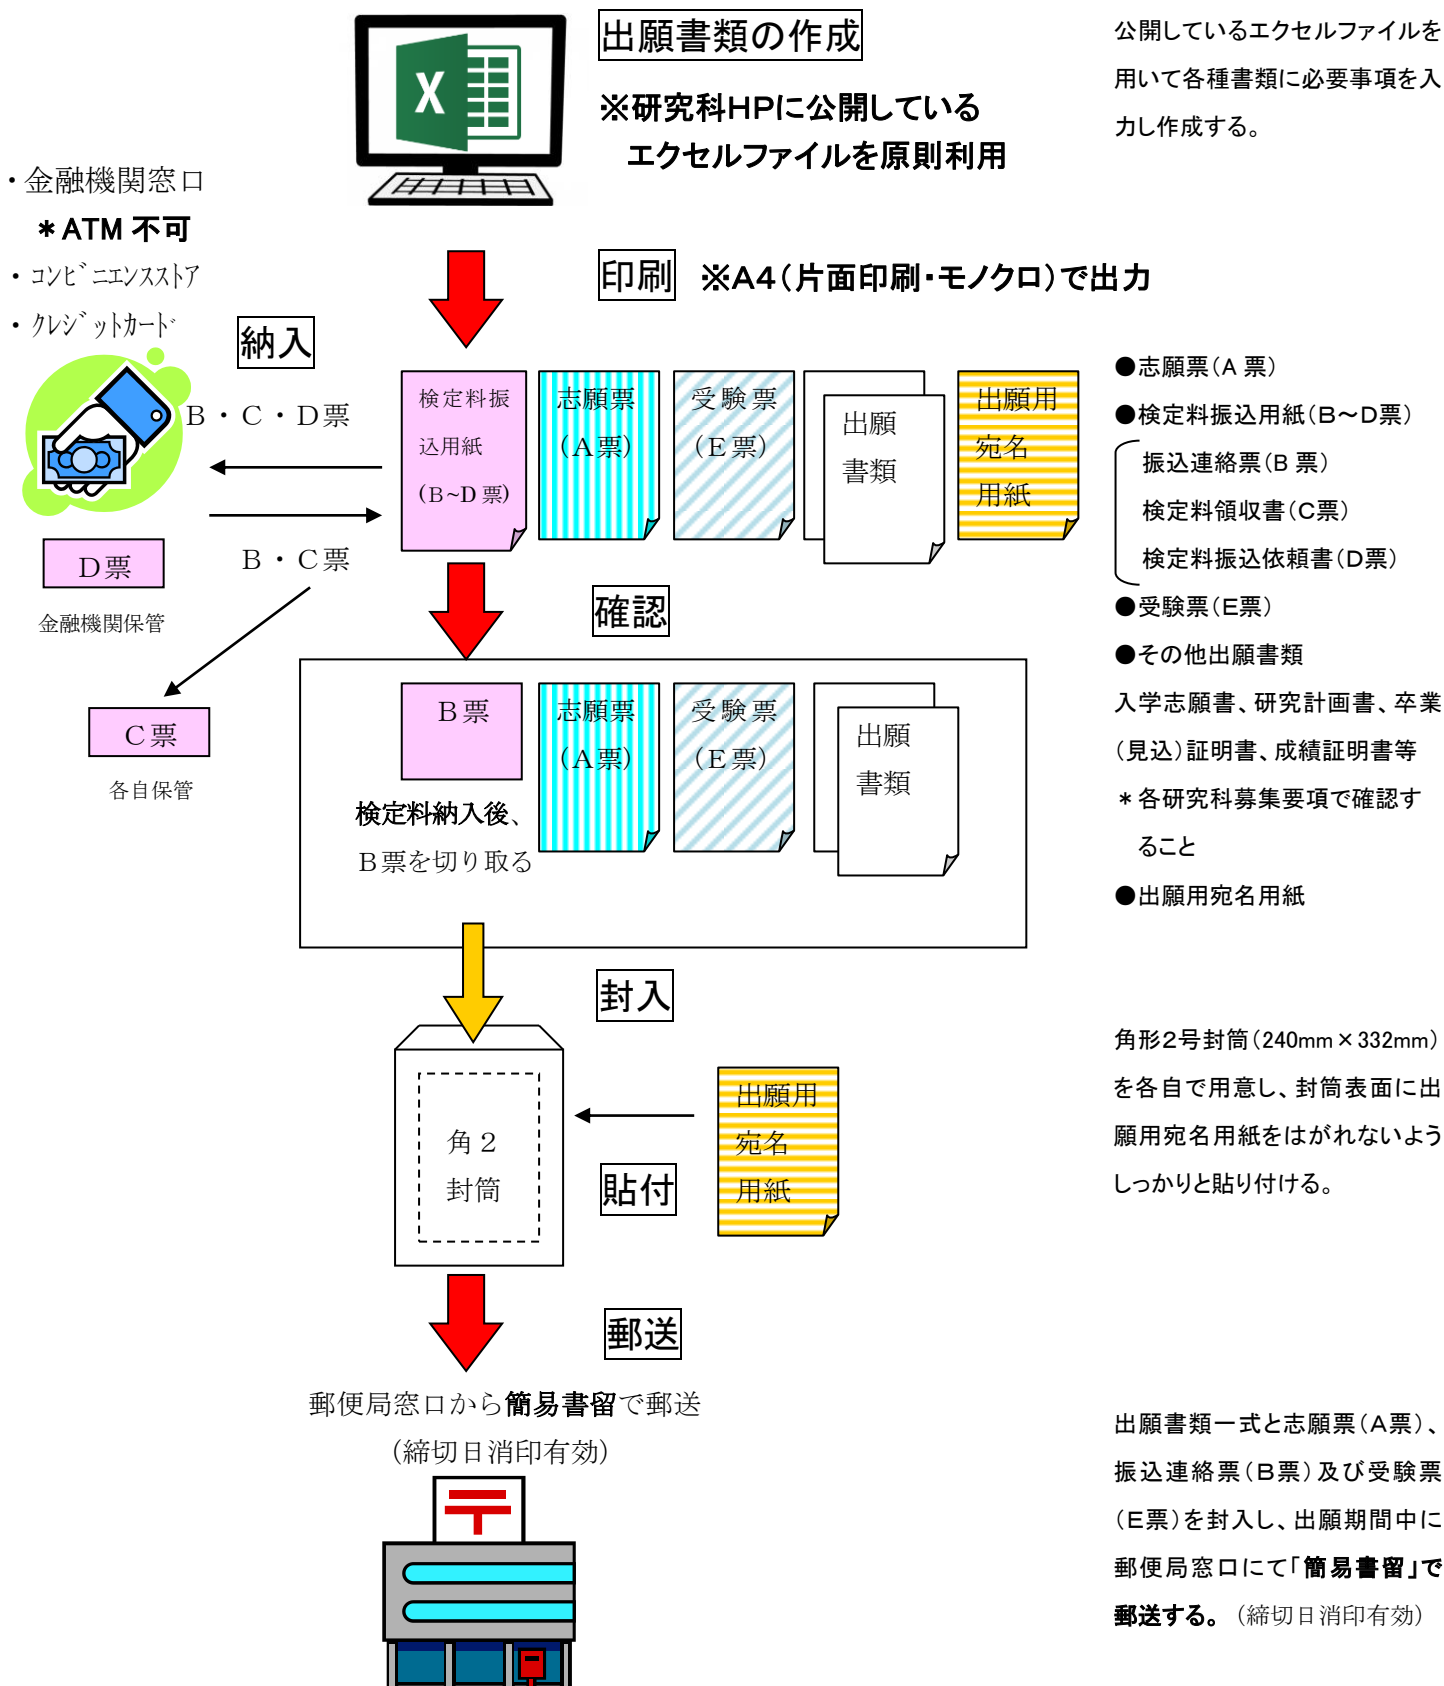 X
出願書類の作成
※研究科HPに公開している
エクセルファイルを原則利用
公開しているエクセルファイルを
用いて各種書類に必要事項を入
力し作成する。
・金融機関窓口
＊ATM 不可
・コンビニエンスストア
・クレジットカード
印刷
※A4（片面印刷・モノクロ）で出力
納入
B・C・D票
B・C票
D票
金融機関保管
C票
各自保管
検定料振
込用紙
(B~D 票)
志願票
(A票)
受験票
(E票)
出願
書類
出願用
宛名
用紙
●志願票（A 票）
●検定料振込用紙（B～D票）
振込連絡票（B 票）
検定料領収書（C票）
検定料振込依頼書（D票）
●受験票（E票）
●その他出願書類
入学志願書、研究計画書、卒業
（見込）証明書、成績証明書等
＊各研究科募集要項で確認す
ること
●出願用宛名用紙
確認
B票
志願票
(A票)
受験票
(E票)
出願
書類
検定料納入後、
B票を切り取る
封入
角2
封筒
出願用
宛名
用紙
貼付
角形2号封筒（240mm×332mm）
を各自で用意し、封筒表面に出
願用宛名用紙をはがれないよう
しっかりと貼り付ける。
郵送
郵便局窓口から簡易書留で郵送
（締切日消印有効）
〒
出願書類一式と志願票（A票）、
振込連絡票（B票）及び受験票
（E票）を封入し、出願期間中に
郵便局窓口にて「簡易書留」で
郵送する。（締切日消印有効）